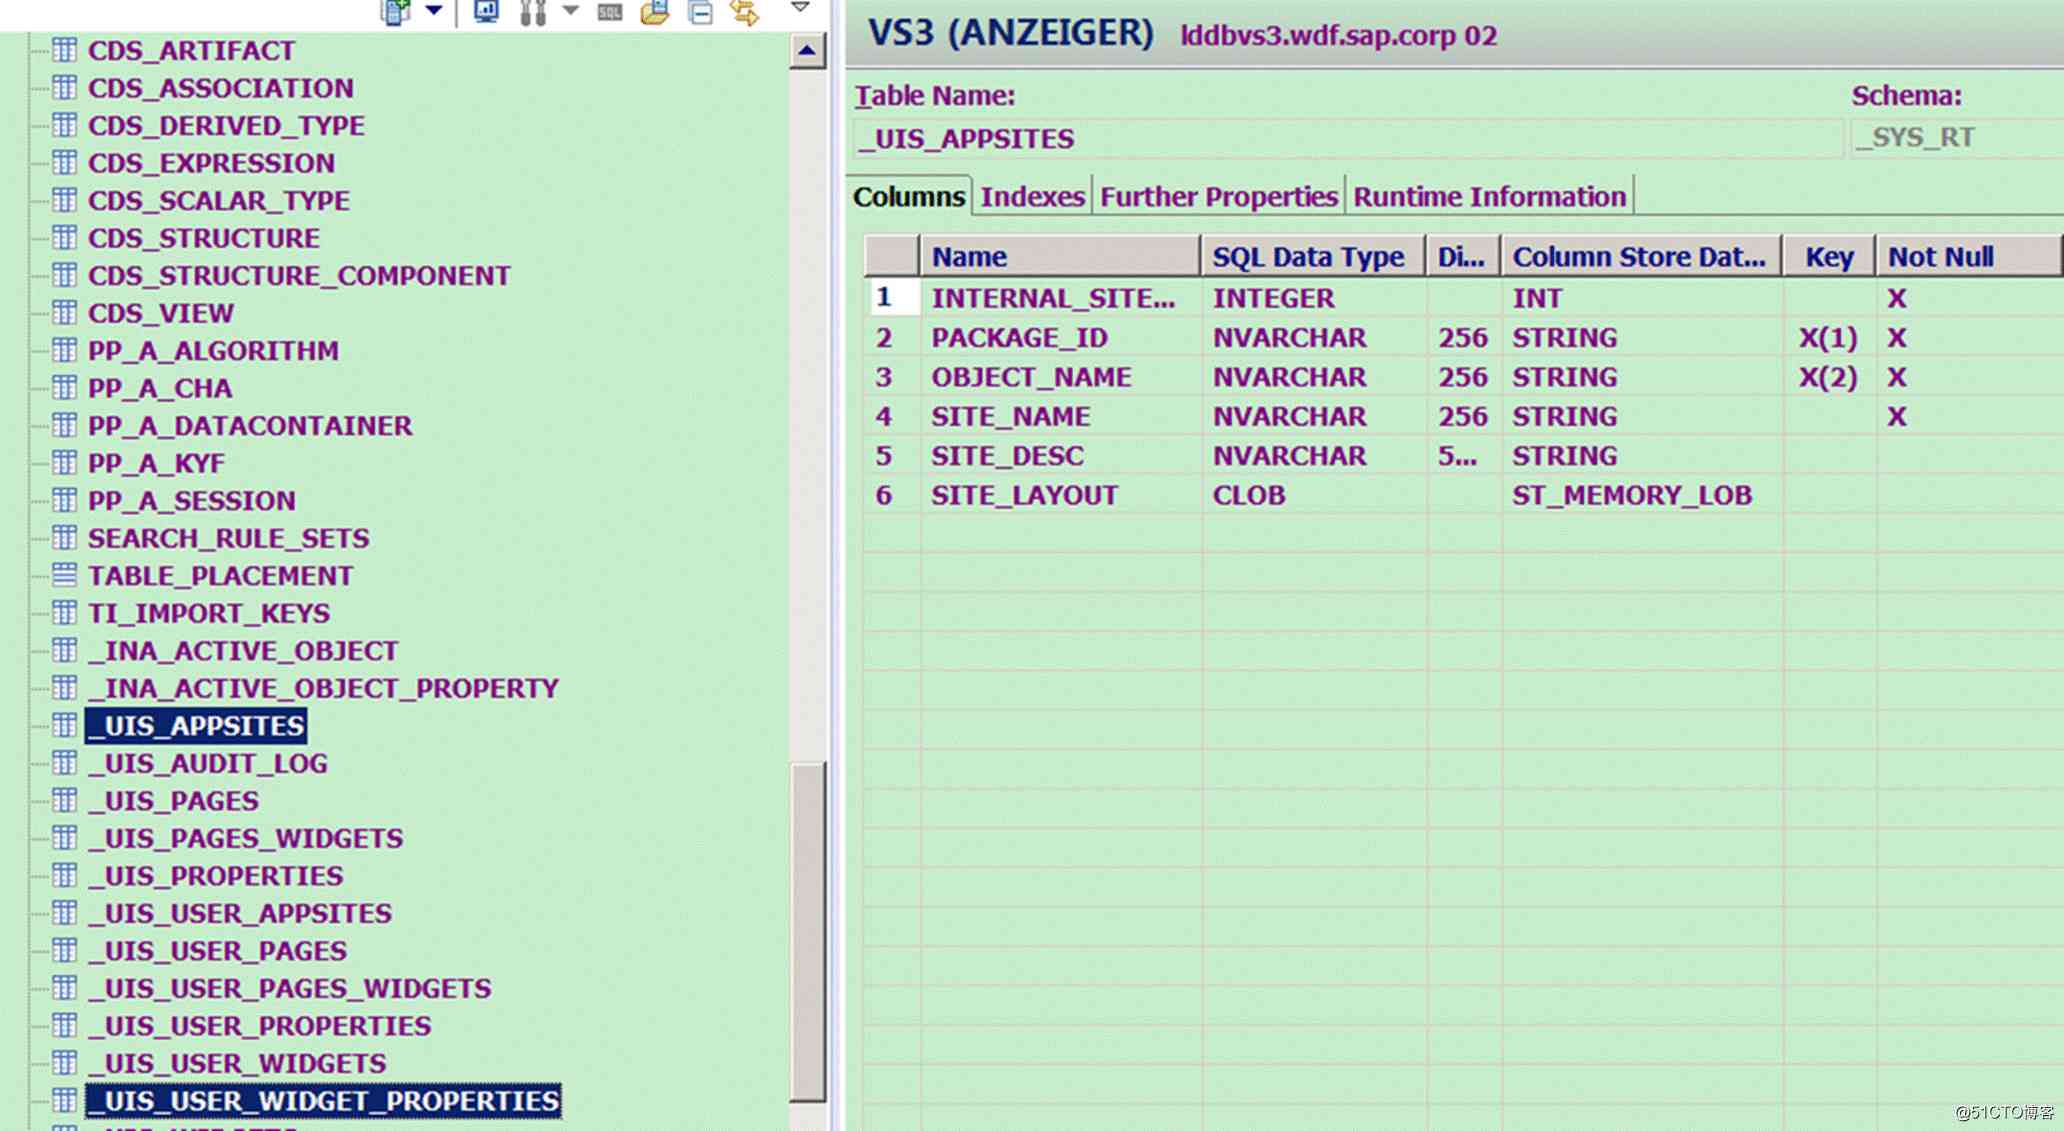 SQL
CDS_ARTIFACT
CDS_ASSOCIATION
CDS_DERIVED_TYPE
CDS_EXPRESSION
CDS_SCALAR_TYPE
CDS_STRUCTURE
CDS_STRUCTURE_COMPONENT
CDS_VIEW
PP_A_ALGORITHM
PP_A_CHA
PP_A_DATACONTAINER
PP_A_KYF
PP_A_SESSION
SEARCH_RULE_SETS
TABLE_PLACEMENT
TI_IMPORT_KEYS
_INA_ACTIVE_OBJECT
_INA_ACTIVE_OBJECT_PROPERTY
_UIS_APPSITES
_UIS_AUDIT_LOG
_UIS_PAGES
_UIS_PAGES_WIDGETS
_UIS_PROPERTIES
_UIS_USER_APPSITES
_UIS_USER_PAGES
_UIS_USER_PAGES_WIDGETS
_UIS_USER_PROPERTIES
_UIS_USER_WIDGETS
_UIS_USER_WIDGET_PROPERTIES
VS3 (ANZEIGER) lddbvs3.wdf.sap.corp 02
Table Name: Schema:
_UIS_APPSITES _SYS_RT
Columns Indexes Further Properties Runtime Information
Name SQL Data Type Di... Column Store Dat... Key Not Null
1 INTERNAL_SITE... INTEGER INT X
2 PACKAGE_ID NVARCHAR 256 STRING X(1) X
3 OBJECT_NAME NVARCHAR 256 STRING X(2) X
4 SITE_NAME NVARCHAR 256 STRING X
5 SITE_DESC NVARCHAR 5... STRING
6 SITE_LAYOUT CLOB ST_MEMORY_LOB
@51CTO博客